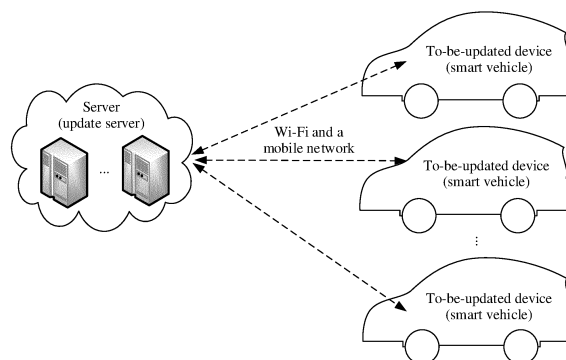 Server
(update server)
...
Wi-Fi and a
mobile network
To-be-updated device
(smart vehicle)
To-be-updated device
(smart vehicle)
...
To-be-updated device
(smart vehicle)